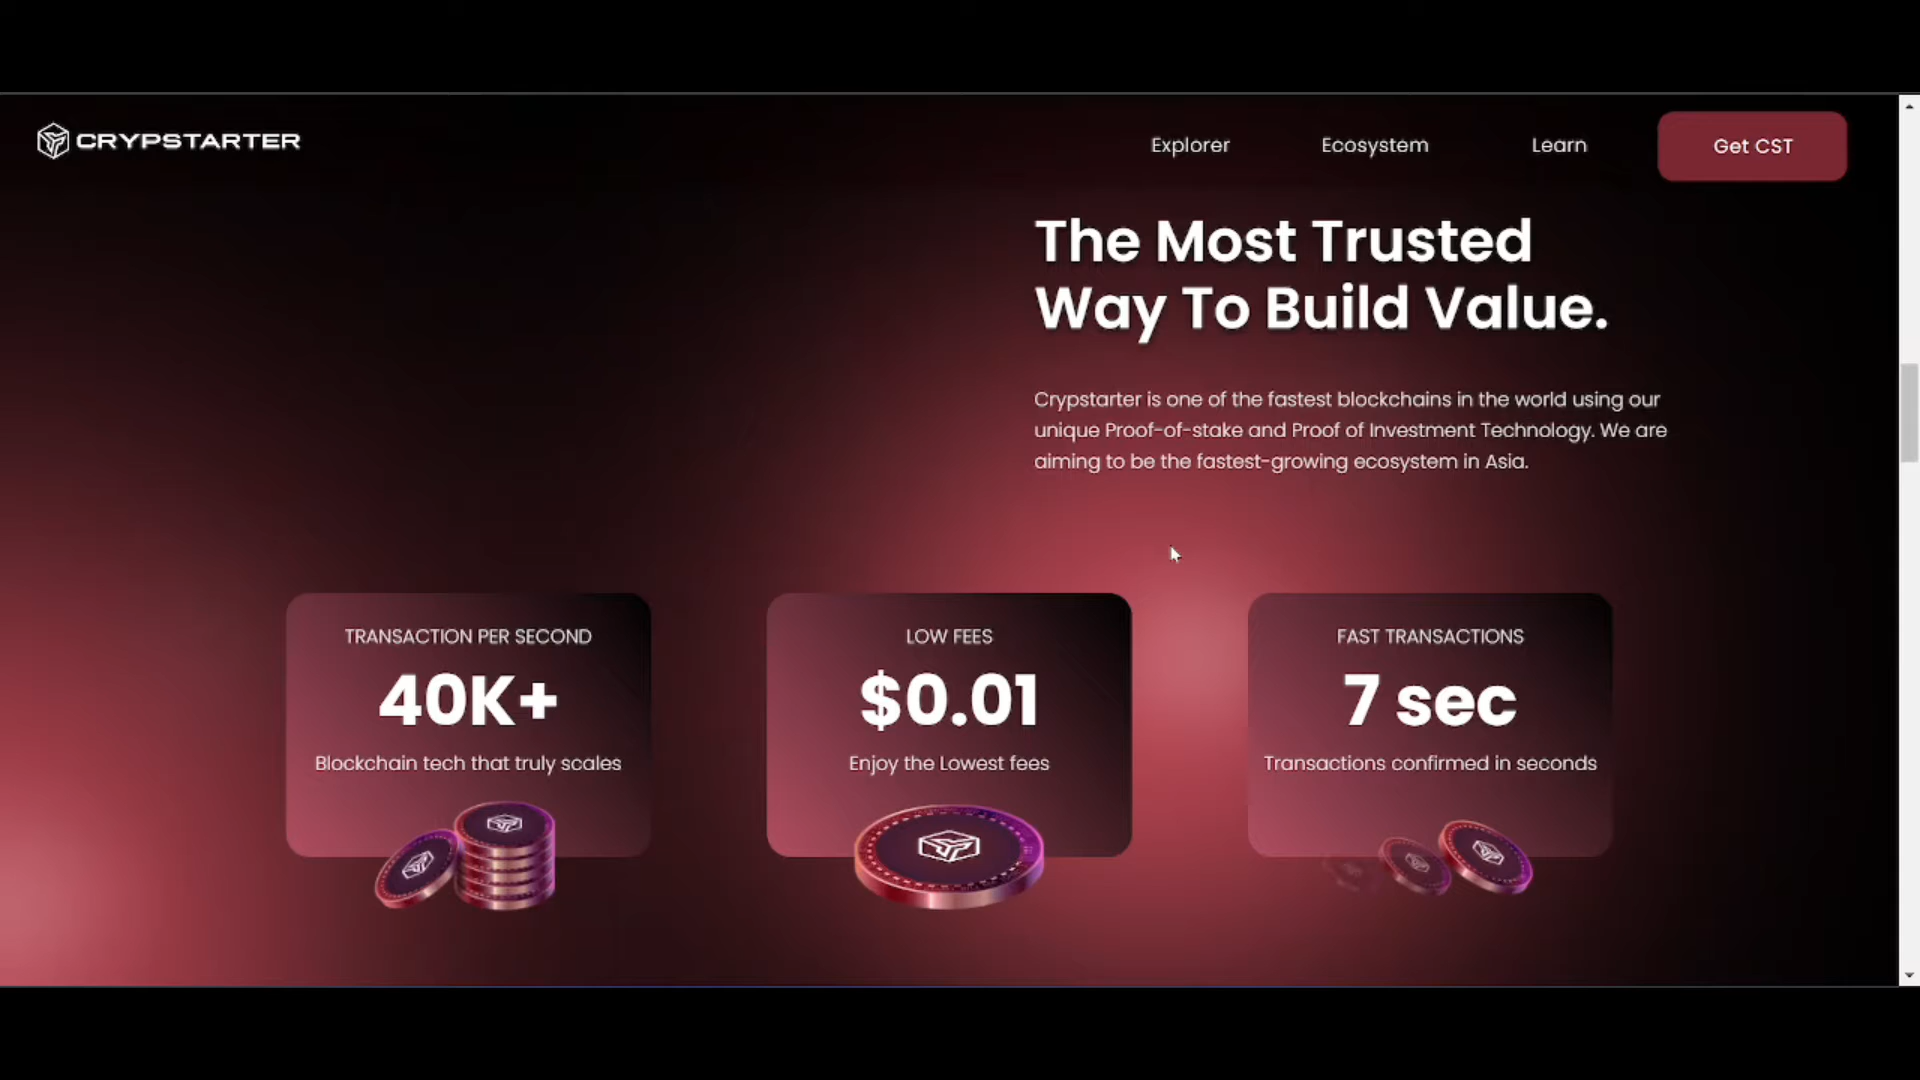 CRYPSTARTER
Explorer
Ecosystem
Learn
Get CST
The Most Trusted
Way To Build Value.
Crypstarter is one of the fastest blockchains in the world using our
unique Proof-of-stake and Proof of Investment Technology. We are
aiming to be the fastest-growing ecosystem in Asia.
TRANSACTION PER SECOND
40K+
Blockchain tech that truly scales
LOW FEES
$0.01
Enjoy the Lowest fees
FAST TRANSACTIONS
7 sec
Transactions confirmed in seconds